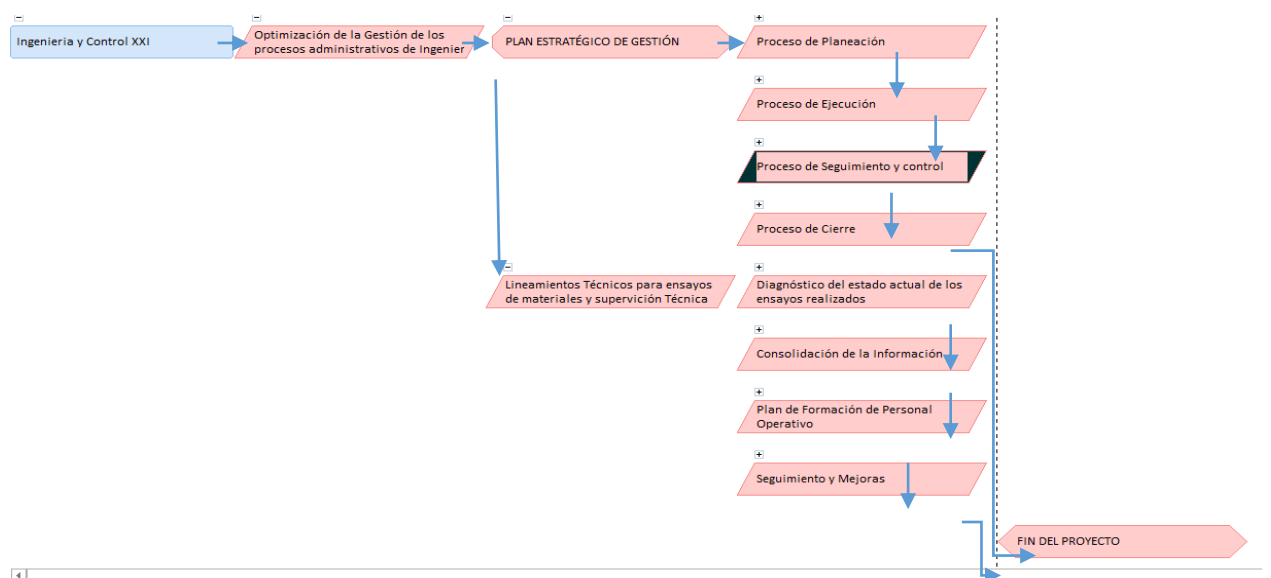 Ingenieria y Control XXI
Optimización de la Gestión de los
procesos administrativos de Ingenier
PLAN ESTRATÉGICO DE GESTIÓN
Proceso de Planeación
Proceso de Ejecución
Proceso de Seguimiento y control
Proceso de Cierre
Lineamientos Técnicos para ensayos
de materiales y supervición Técnica
Diagnóstico del estado actual de los
ensayos realizados
Consolidación de la Información
Plan de Formación de Personal
Operativo
Seguimiento y Mejoras
FIN DEL PROYECTO